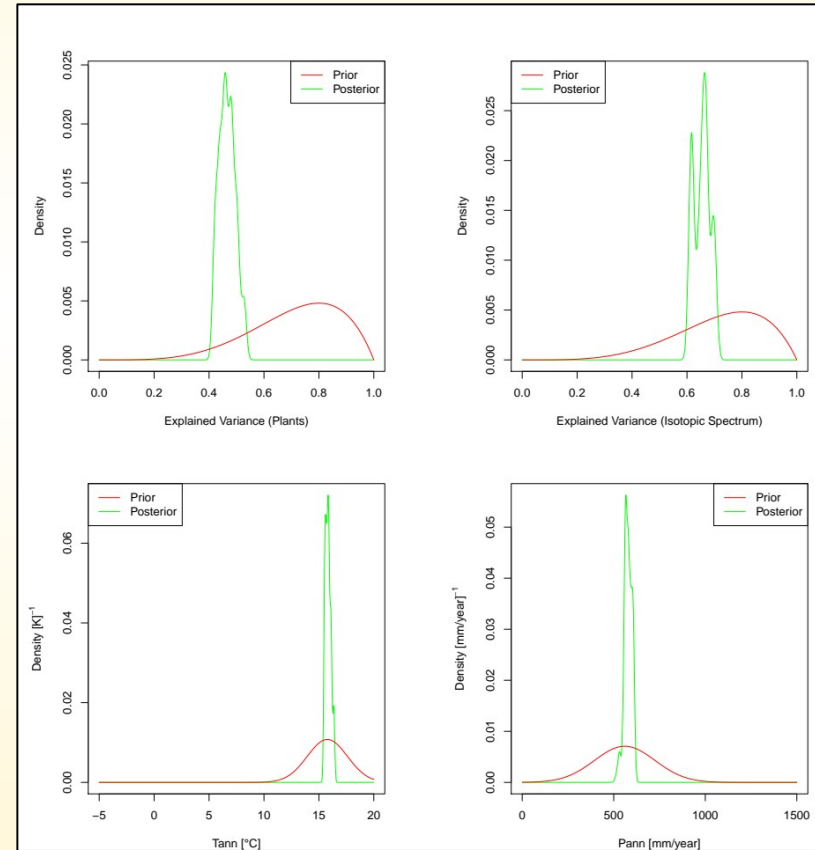 Prior
Posterior
Density
0.000 0.005 0.010 0.015 0.020 0.025
0.0 0.2 0.4 0.6 0.8 1.0
Explained Variance (Plants)
Prior
Posterior
Density
0.000 0.005 0.010 0.015 0.020 0.025
0.0 0.2 0.4 0.6 0.8 1.0
Explained Variance (Isotopic Spectrum)
Prior
Posterior
Density [K]⁻¹
0.00 0.02 0.04 0.06
−5 0 5 10 15 20
Tann [°C]
Prior
Posterior
Density [mm/year]⁻¹
0.00 0.01 0.02 0.03 0.04 0.05
0 500 1000 1500
Pann [mm/year]